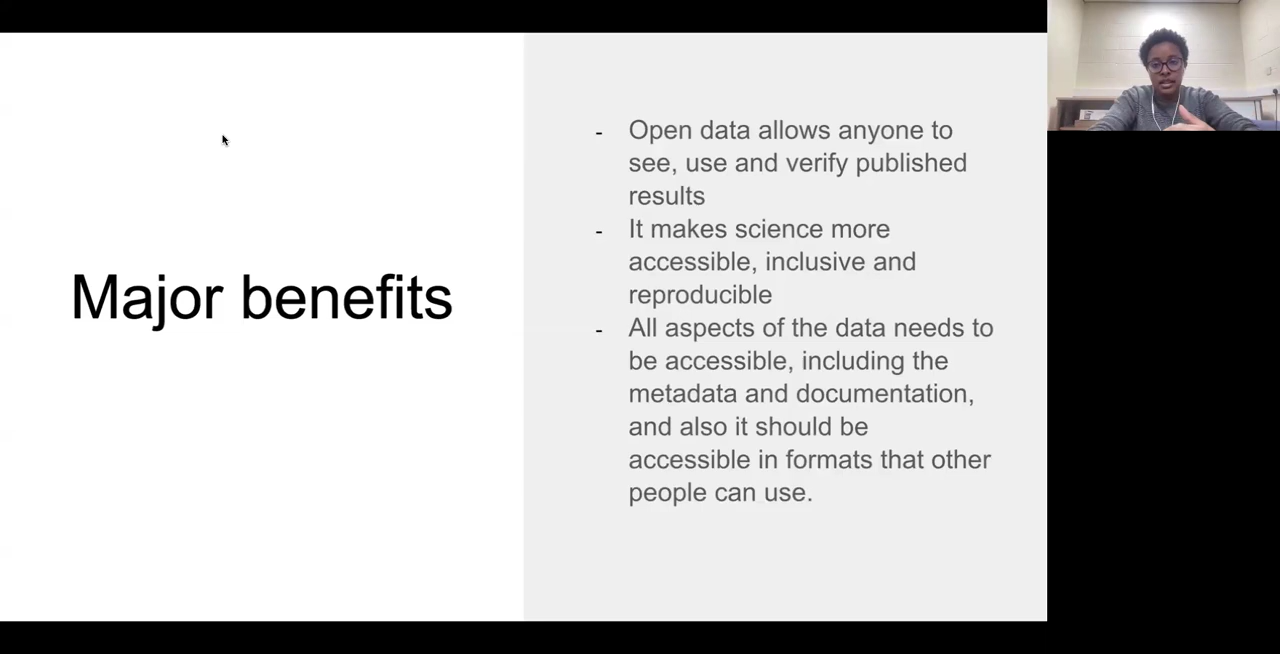 Major benefits
- Open data allows anyone to
see, use and verify published
results
- It makes science more
accessible, inclusive and
reproducible
- All aspects of the data needs to
be accessible, including the
metadata and documentation,
and also it should be
accessible in formats that other
people can use.